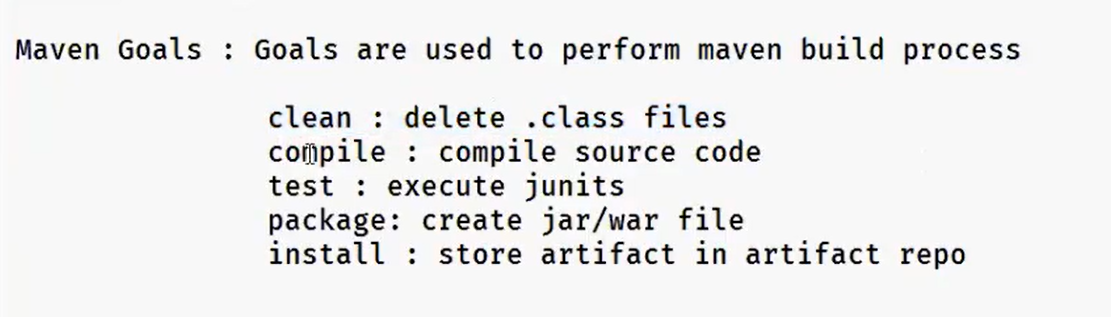 Maven Goals : Goals are used to perform maven build process
clean : delete .class files
compile : compile source code
test : execute junits
package: create jar/war file
install : store artifact in artifact repo